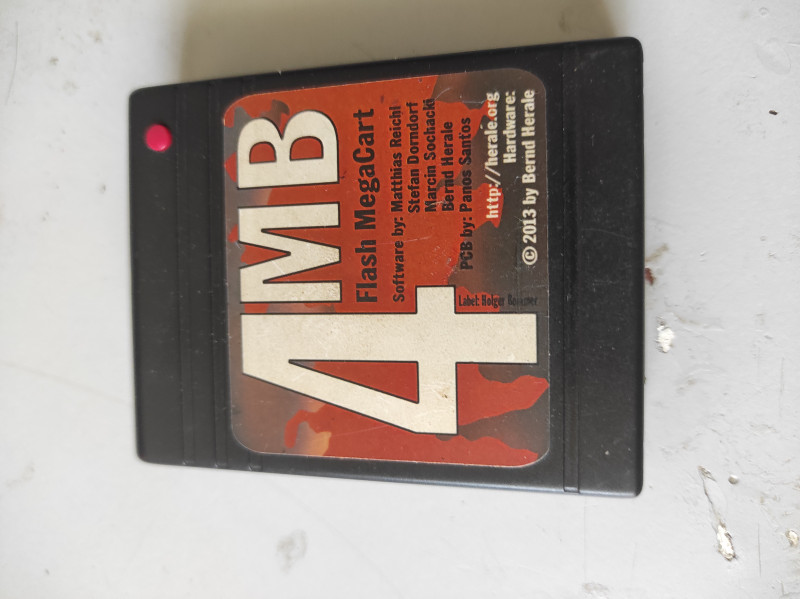 4MB
Flash MegaCart
Software by: Matthias Reichl
Stefan Dorndorf
Marcin Sochacki
Bernd Herale
PCB by: Panos Santos
Label: Holger
http://herale.org
Hardware:
© 2013 by Bernd Herale